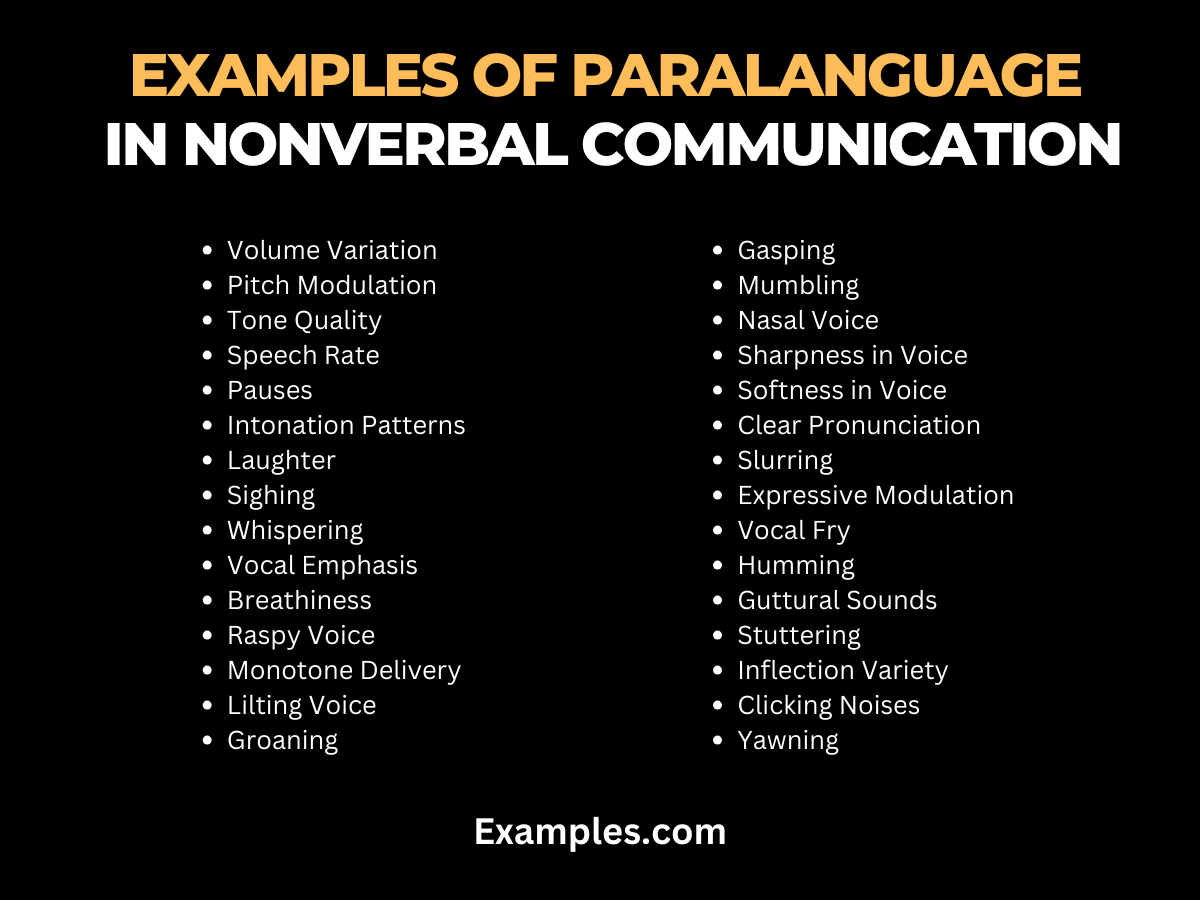 EXAMPLES OF PARALANGUAGE
IN NONVERBAL COMMUNICATION
• Volume Variation
• Pitch Modulation
• Tone Quality
• Speech Rate
• Pauses
• Intonation Patterns
• Laughter
• Sighing
• Whispering
• Vocal Emphasis
• Breathiness
• Raspy Voice
• Monotone Delivery
• Lilting Voice
• Groaning
• Gasping
• Mumbling
• Nasal Voice
• Sharpness in Voice
• Softness in Voice
• Clear Pronunciation
• Slurring
• Expressive Modulation
• Vocal Fry
• Humming
• Guttural Sounds
• Stuttering
• Inflection Variety
• Clicking Noises
• Yawning
Examples.com